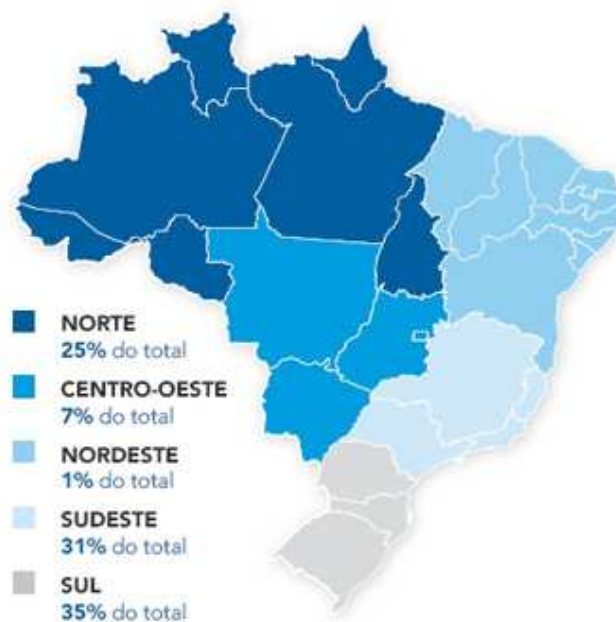 NORTE
25% do total
CENTRO-OESTE
7% do total
NORDESTE
1% do total
SUDESTE
31% do total
SUL
35% do total